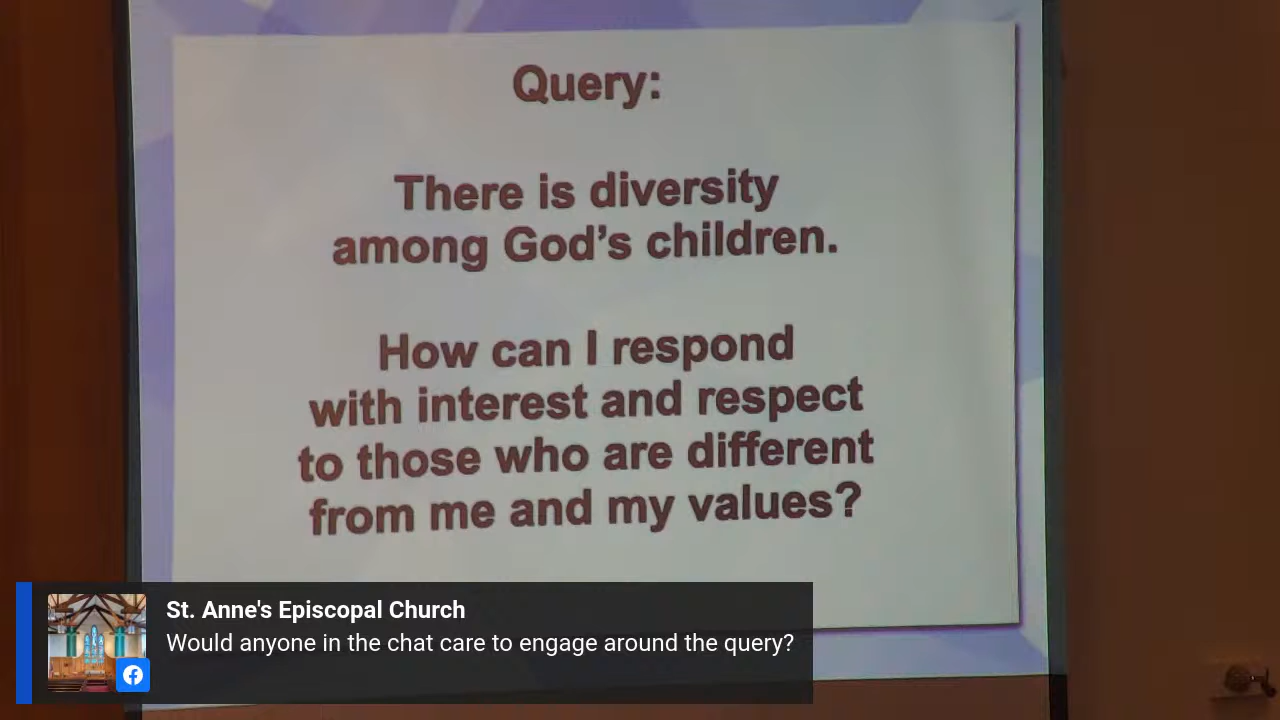 Query:
There is diversity
among God's children.
How can I respond
with interest and respect
to those who are different
from me and my values?
St. Anne's Episcopal Church
Would anyone in the chat care to engage around the query?